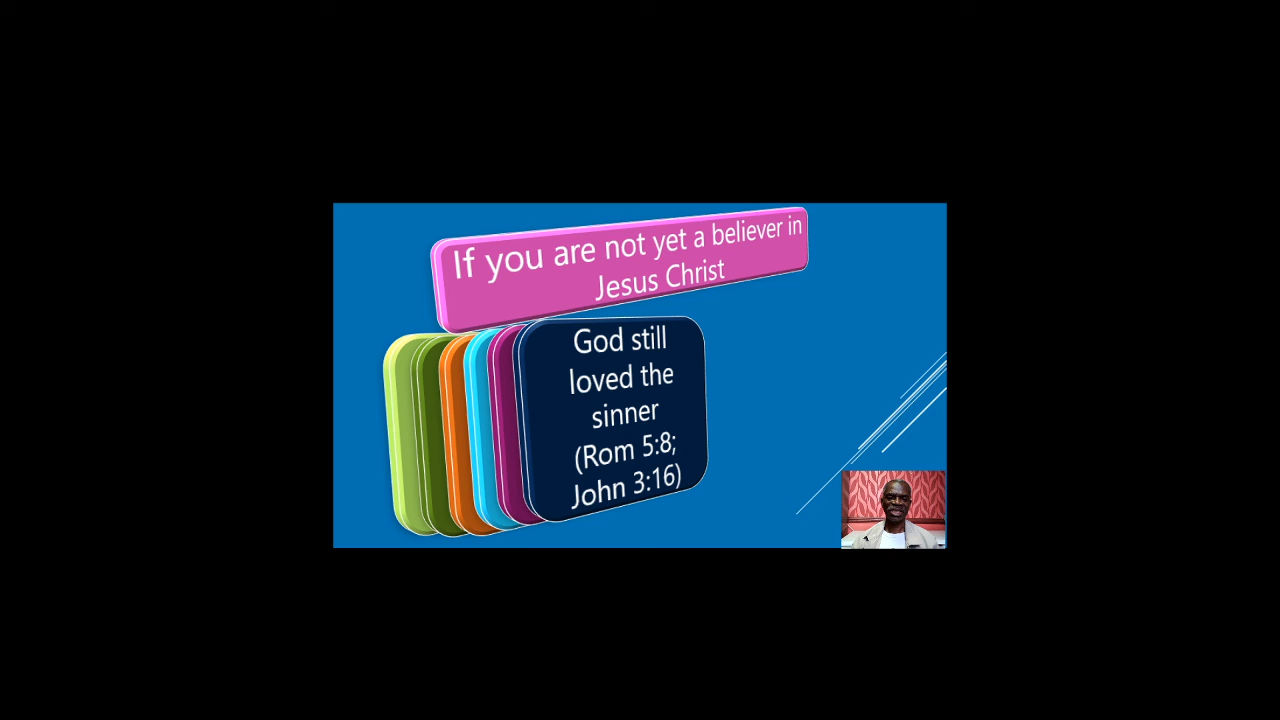 If you are not yet a believer in
Jesus Christ
God still
loved the
sinner
(Rom 5:8;
John 3:16)